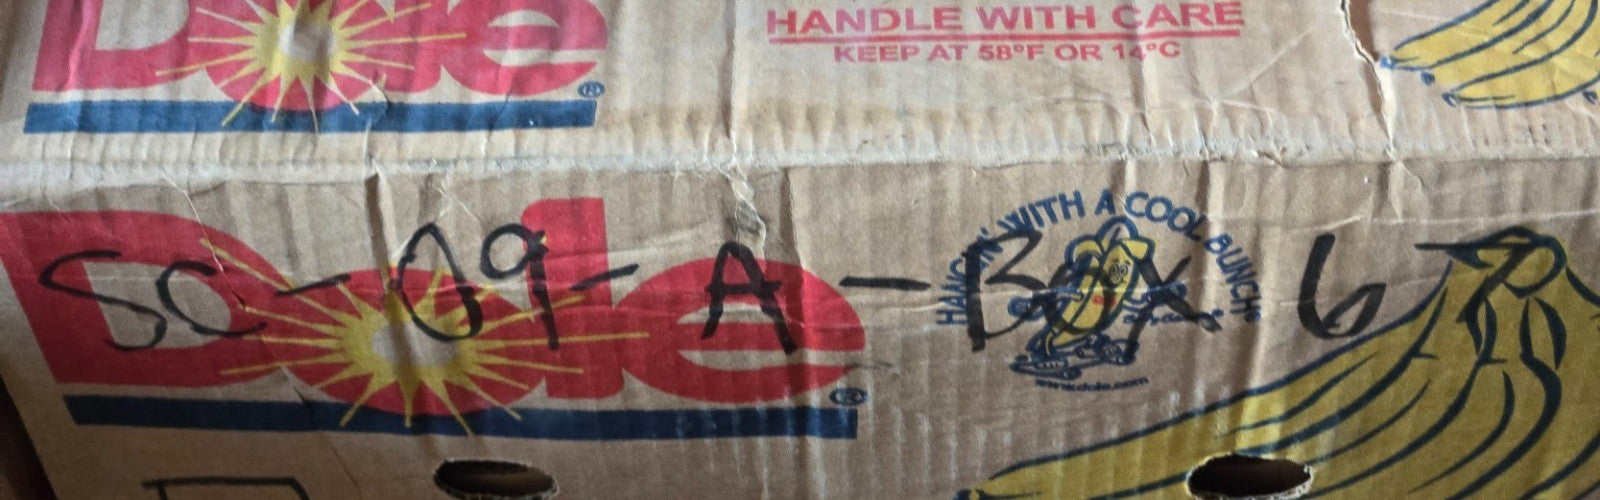 Dole®
HANDLE WITH CARE
KEEP AT 58°F OR 14°C
Dole®
SC-09-A-Box 6
HANGIN' WITH A COOL BUNCH!®
www.dole.com